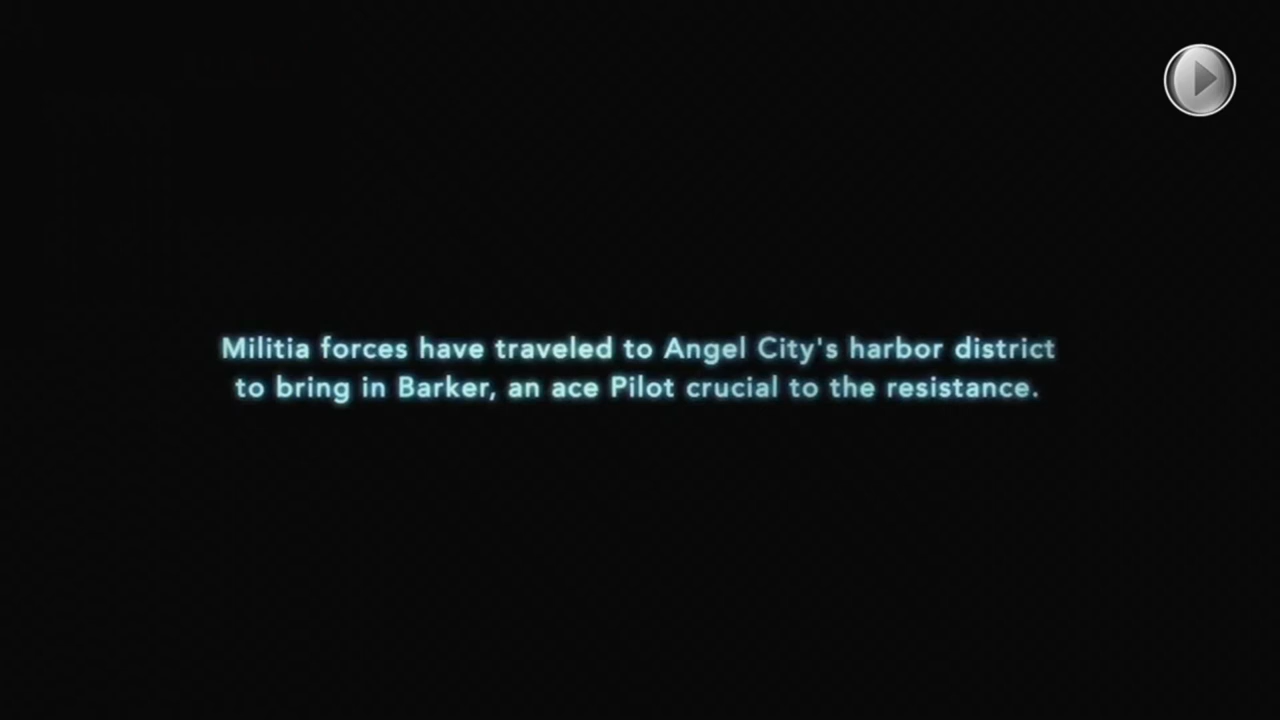 Militia forces have traveled to Angel City's harbor district
to bring in Barker, an ace Pilot crucial to the resistance.